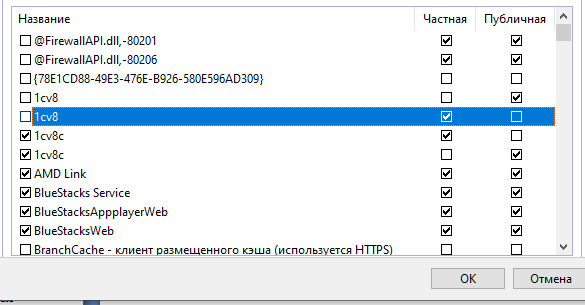 Название Частная Публичная
@FirewallAPI.dll,-80201
@FirewallAPI.dll,-80206
{78E1CD88-49E3-476E-B926-580E596AD309}
1cv8
1cv8
1cv8c
1cv8c
AMD Link
BlueStacks Service
BlueStacksAppplayerWeb
BlueStacksWeb
BranchCache - клиент размещенного кэша (используется HTTPS)
OK Отмена